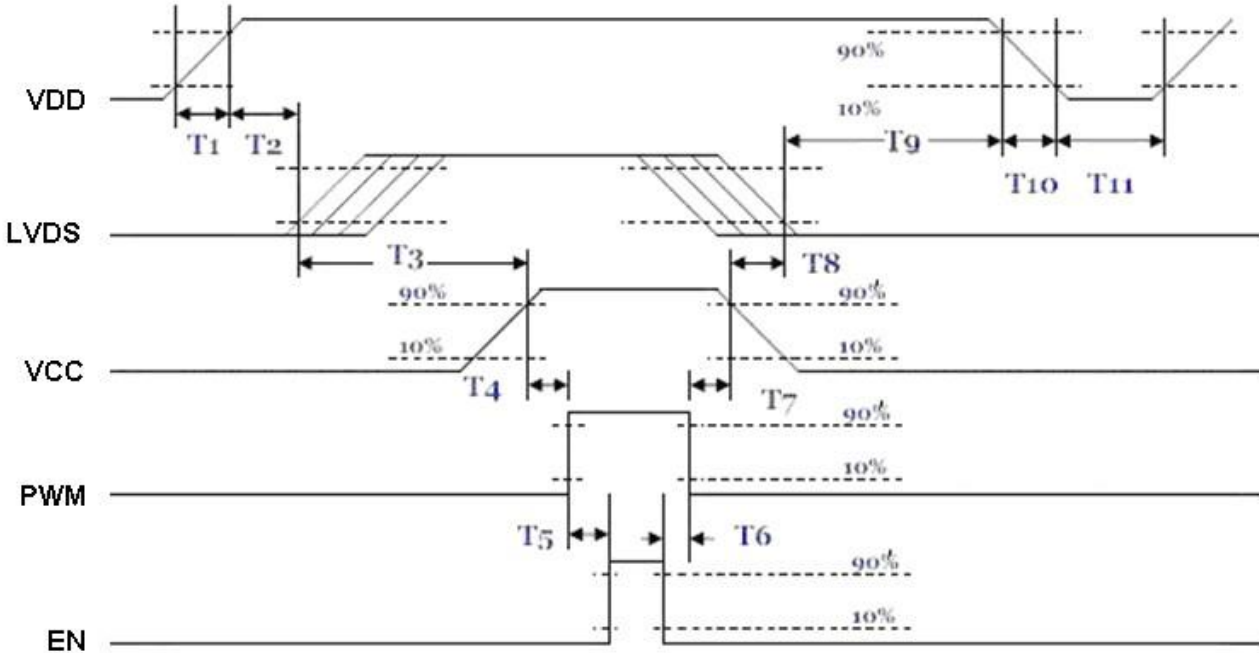 90%
VDD
10%
T1 T2
T9
T10 T11
LVDS
T3
T8
90%
90%
10%
10%
VCC
T4
T7
90%
10%
PWM
T5
T6
90%
10%
EN